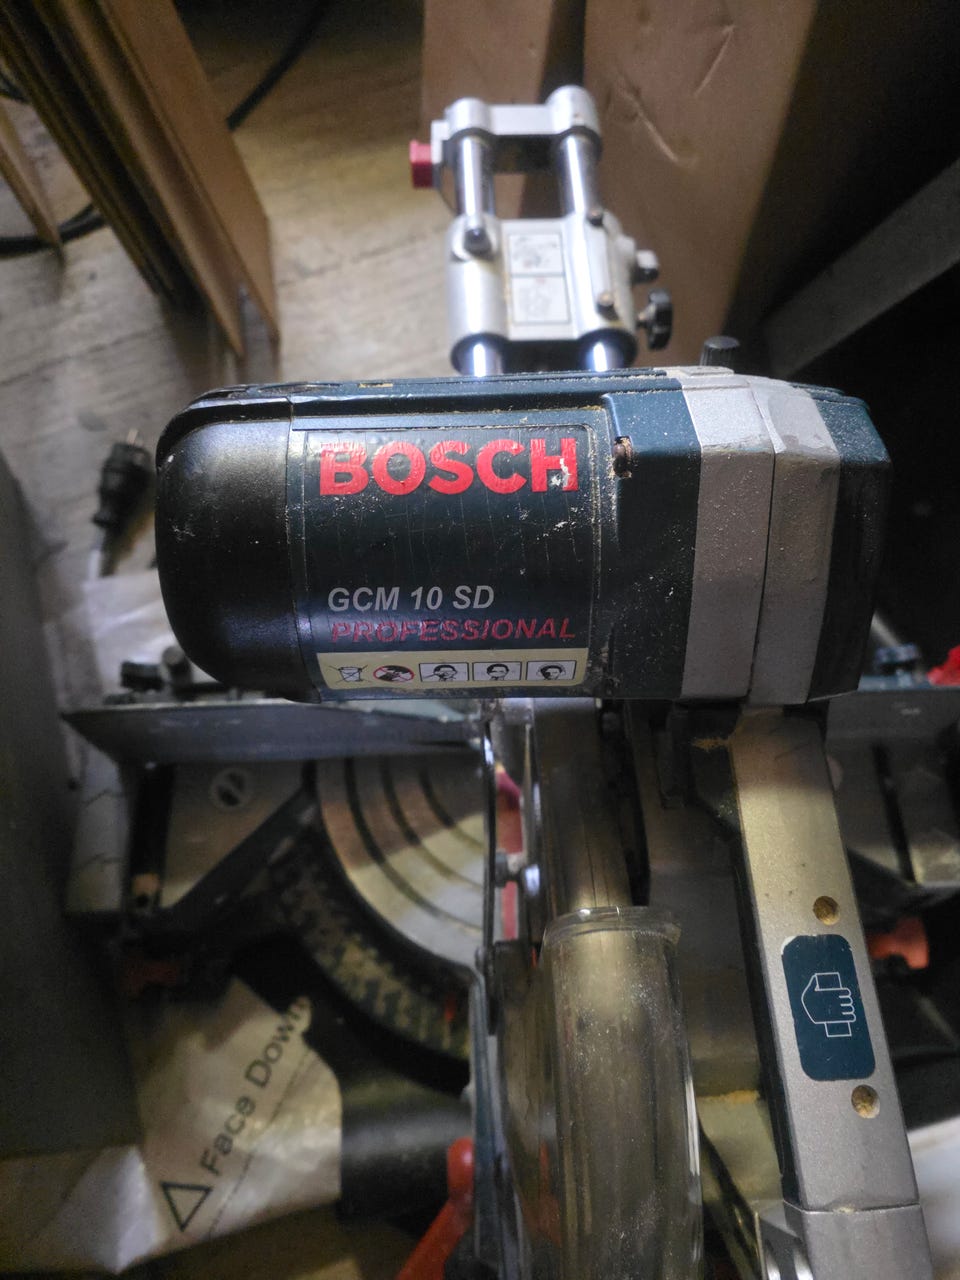 BOSCH
GCM 10 SD
PROFESSIONAL
Face Down